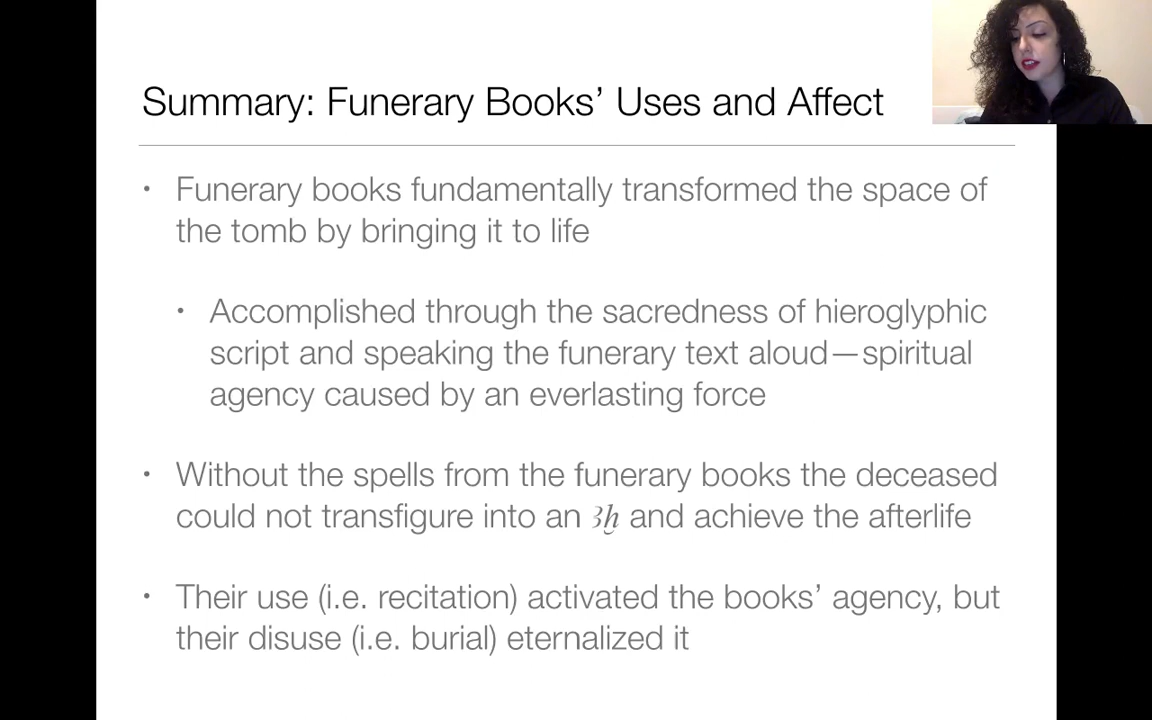 Summary: Funerary Books’ Uses and Affect
• Funerary books fundamentally transformed the space of
the tomb by bringing it to life
• Accomplished through the sacredness of hieroglyphic
script and speaking the funerary text aloud—spiritual
agency caused by an everlasting force
• Without the spells from the funerary books the deceased
could not transfigure into an ꜣḫ and achieve the afterlife
• Their use (i.e. recitation) activated the books’ agency, but
their disuse (i.e. burial) eternalized it